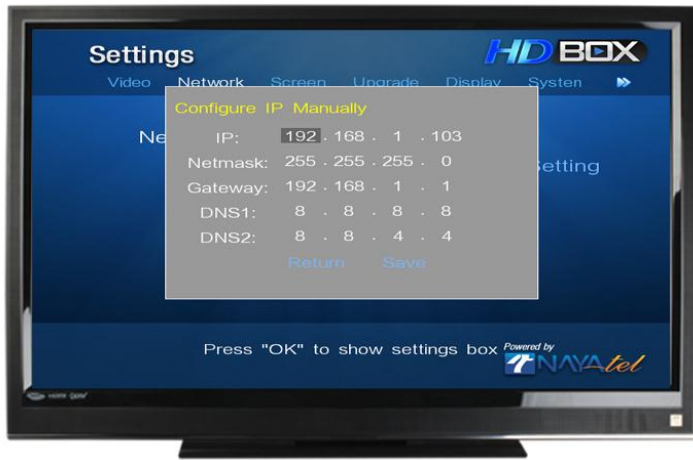 Settings
HD BOX
Video Network Screen Upgrade Display Systen
Configure IP Manually
Ne
IP: 192 . 168 . 1 . 103
Netmask: 255 . 255 . 255 . 0
etting
Gateway: 192 . 168 . 1 . 1
DNS1: 8 . 8 . 8 . 8
DNS2: 8 . 8 . 4 . 4
Return Save
Press "OK" to show settings box
Powered by
NAYAtel